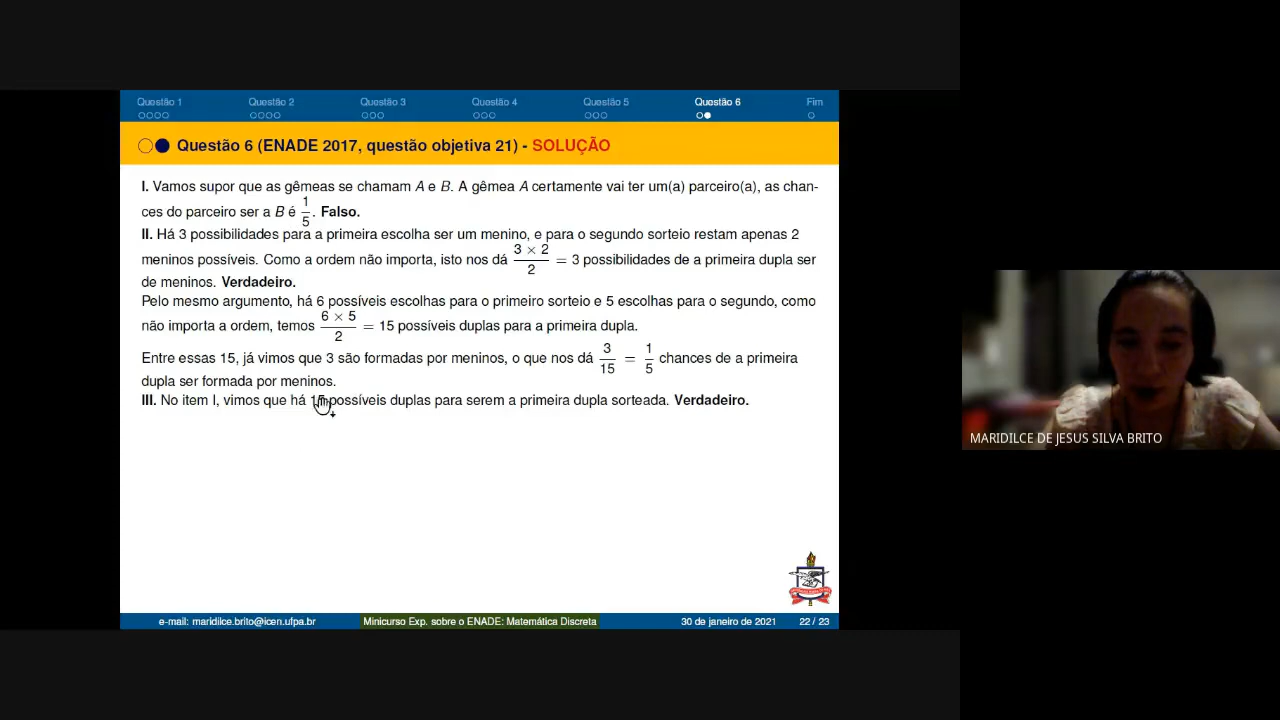 Questão 1 Questão 2 Questão 3 Questão 4 Questão 5 Questão 6 Fim
Questão 6 (ENADE 2017, questão objetiva 21) - SOLUÇÃO
I. Vamos supor que as gêmeas se chamam A e B. A gêmea A certamente vai ter um(a) parceiro(a), as chan-
ces do parceiro ser a B é 1/5. Falso.
II. Há 3 possibilidades para a primeira escolha ser um menino, e para o segundo sorteio restam apenas 2
meninos possíveis. Como a ordem não importa, isto nos dá (3 × 2)/2 = 3 possibilidades de a primeira dupla ser
de meninos. Verdadeiro.
Pelo mesmo argumento, há 6 possíveis escolhas para o primeiro sorteio e 5 escolhas para o segundo, como
não importa a ordem, temos (6 × 5)/2 = 15 possíveis duplas para a primeira dupla.
Entre essas 15, já vimos que 3 são formadas por meninos, o que nos dá 3/15 = 1/5 chances de a primeira
dupla ser formada por meninos.
III. No item I, vimos que há 15 possíveis duplas para serem a primeira dupla sorteada. Verdadeiro.
MARIDILCE DE JESUS SILVA BRITO
e-mail: maridilce.brito@icen.ufpa.br Minicurso Exp. sobre o ENADE: Matemática Discreta 30 de janeiro de 2021 22 / 23